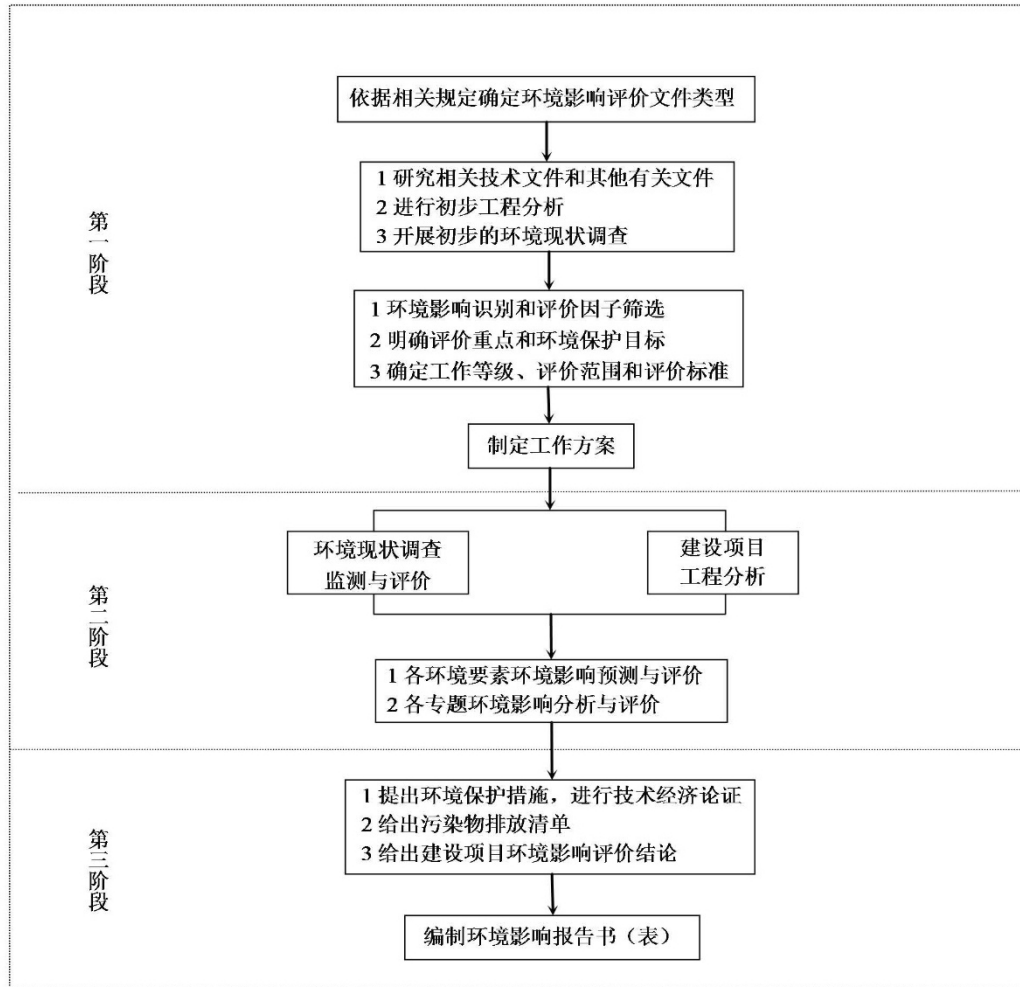 依据相关规定确定环境影响评价文件类型
第一阶段
1 研究相关技术文件和其他有关文件
2 进行初步工程分析
3 开展初步的环境现状调查
1 环境影响识别和评价因子筛选
2 明确评价重点和环境保护目标
3 确定工作等级、评价范围和评价标准
制定工作方案
第二阶段
环境现状调查
监测与评价
建设项目
工程分析
1 各环境要素环境影响预测与评价
2 各专题环境影响分析与评价
第三阶段
1 提出环境保护措施，进行技术经济论证
2 给出污染物排放清单
3 给出建设项目环境影响评价结论
编制环境影响报告书（表）